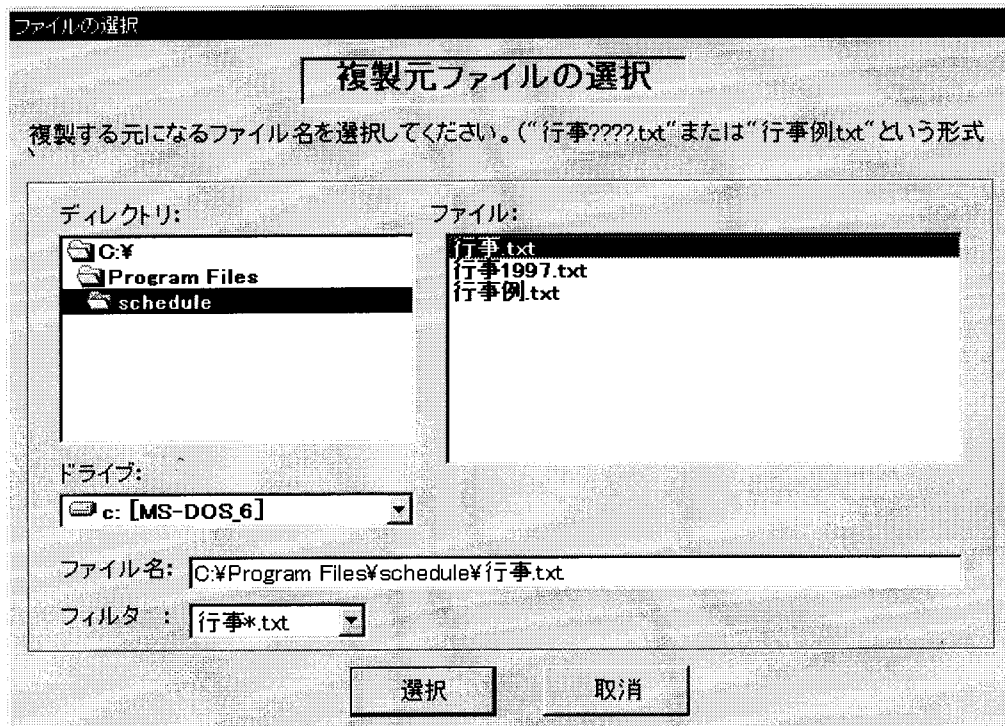 ファイルの選択
複製元ファイルの選択
複製する元になるファイル名を選択してください。("行事????.txt"または"行事例.txt"という形式
ディレクトリ:
C:¥
Program Files
schedule
ファイル:
行事.txt
行事1997.txt
行事例.txt
ドライブ:
c: [MS-DOS_6]
ファイル名: C:¥Program Files¥schedule¥行事.txt
フィルタ : 行事*.txt
選択 取消